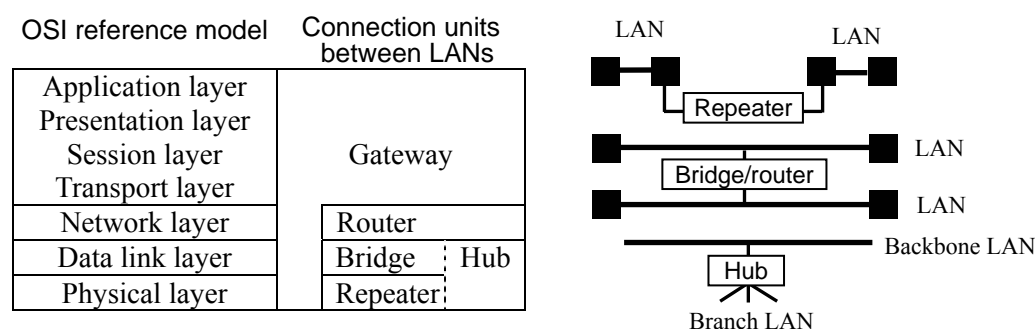 OSI reference model
Connection units
between LANs
Application layer
Presentation layer
Session layer
Transport layer
Gateway
Network layer
Router
Data link layer
Bridge
Hub
Physical layer
Repeater
LAN
LAN
Repeater
LAN
Bridge/router
LAN
Backbone LAN
Hub
Branch LAN